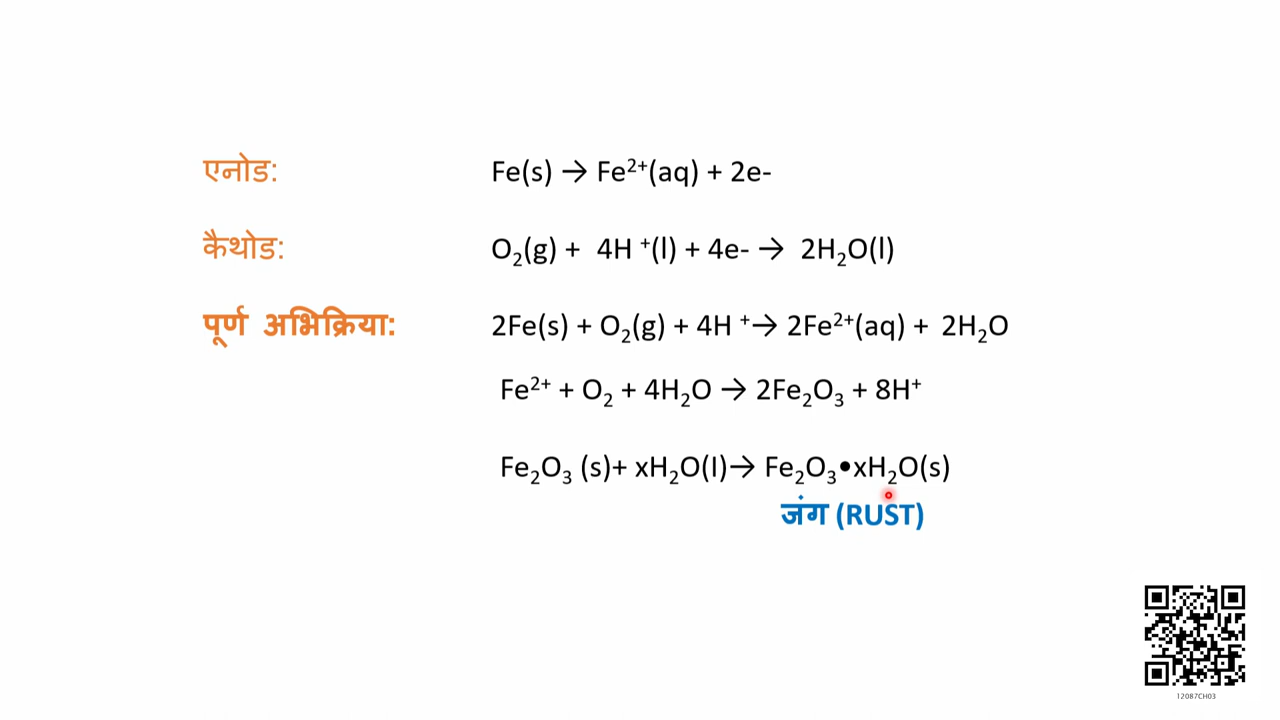 एनोड: Fe(s) → Fe²⁺(aq) + 2e-
कैथोड: O₂(g) + 4H ⁺(l) + 4e- → 2H₂O(l)
पूर्ण अभिक्रिया: 2Fe(s) + O₂(g) + 4H ⁺→ 2Fe²⁺(aq) + 2H₂O
Fe²⁺ + O₂ + 4H₂O → 2Fe₂O₃ + 8H⁺
Fe₂O₃ (s)+ xH₂O(l)→ Fe₂O₃•xH₂O(s)
जंग (RUST)
12087CH03